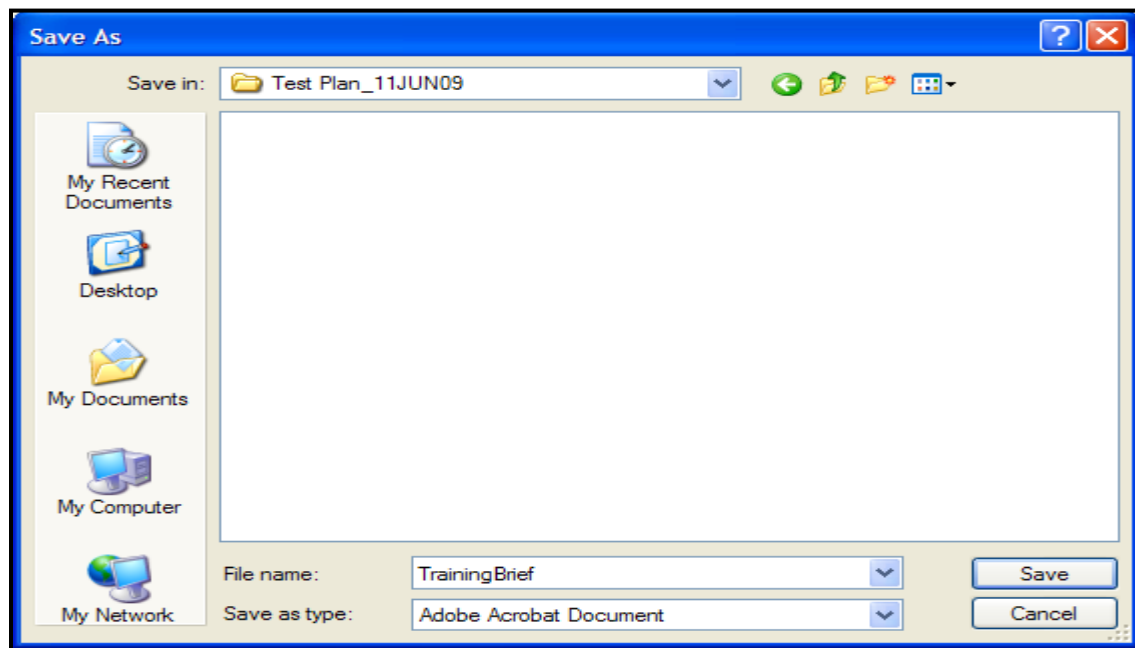 Save As
Save in: Test Plan_11JUN09
My Recent
Documents
Desktop
My Documents
My Computer
My Network
File name: TrainingBrief Save
Save as type: Adobe Acrobat Document Cancel